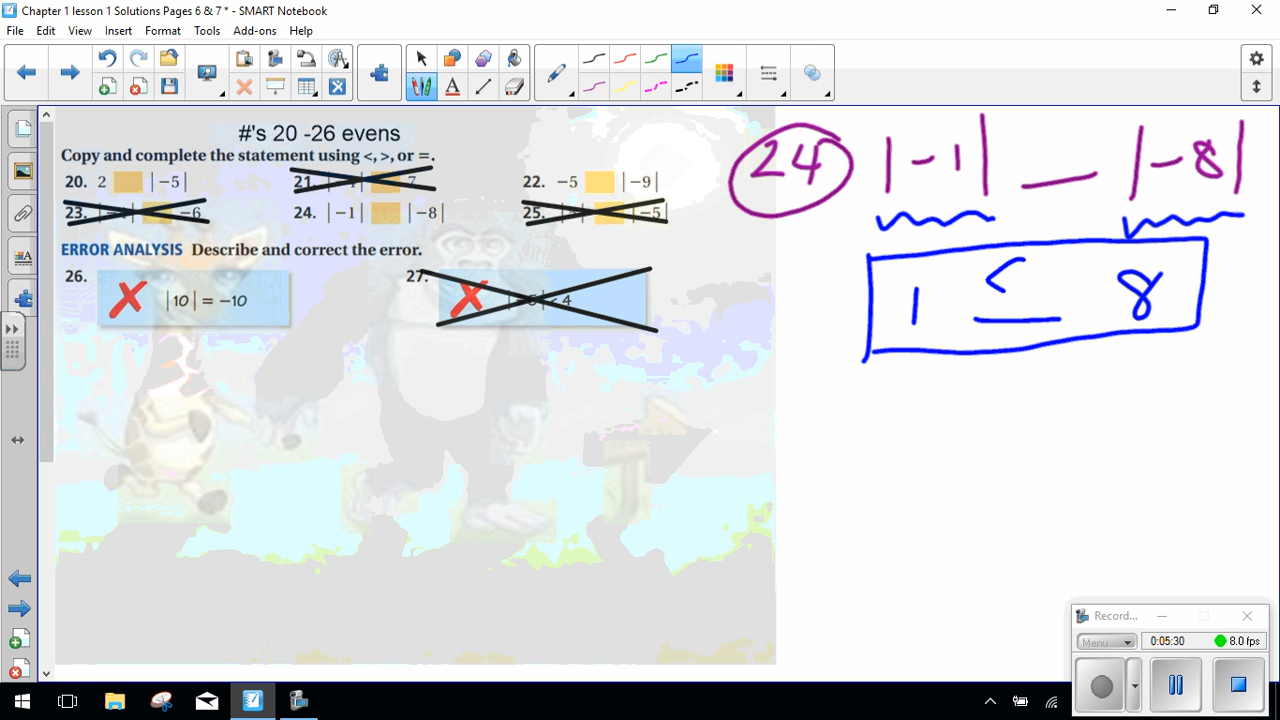 Chapter 1 lesson 1 Solutions Pages 6 & 7 * - SMART Notebook
File Edit View Insert Format Tools Add-ons Help
#'s 20 -26 evens
Copy and complete the statement using <, >, or =.
20. 2 |−5|
21. 7
22. −5 |−9|
23. −6
24. |−1| |−8|
25. |−5|
ERROR ANALYSIS Describe and correct the error.
26.
|10| = −10
27.
< 4
24 |−1| __ |−8|
1 < 8
Record...
Menu
0:05:30
8.0 fps